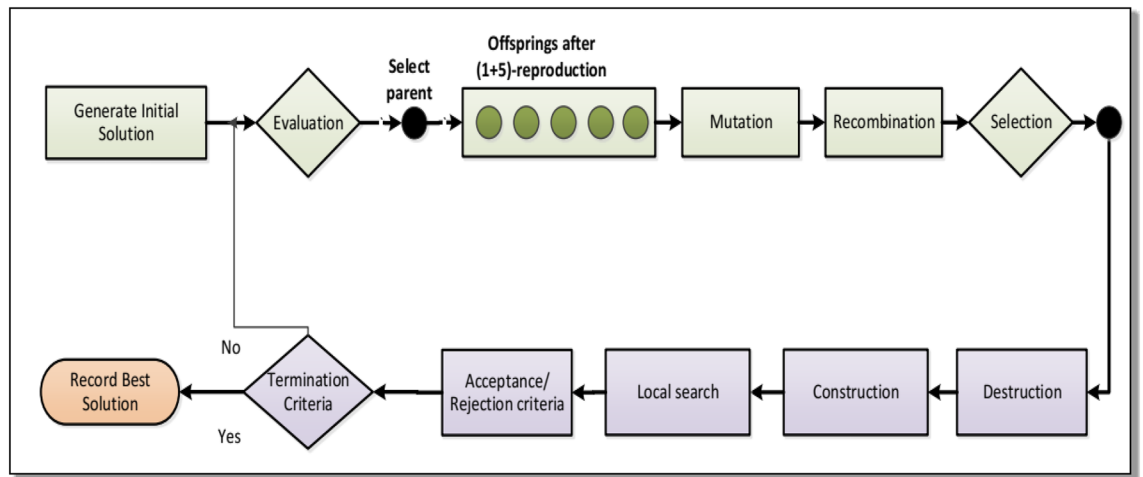 Offsprings after
(1+5)-reproduction
Select
parent
Generate Initial
Solution
Evaluation
Mutation
Recombination
Selection
No
Record Best
Solution
Yes
Termination
Criteria
Acceptance/
Rejection criteria
Local search
Construction
Destruction